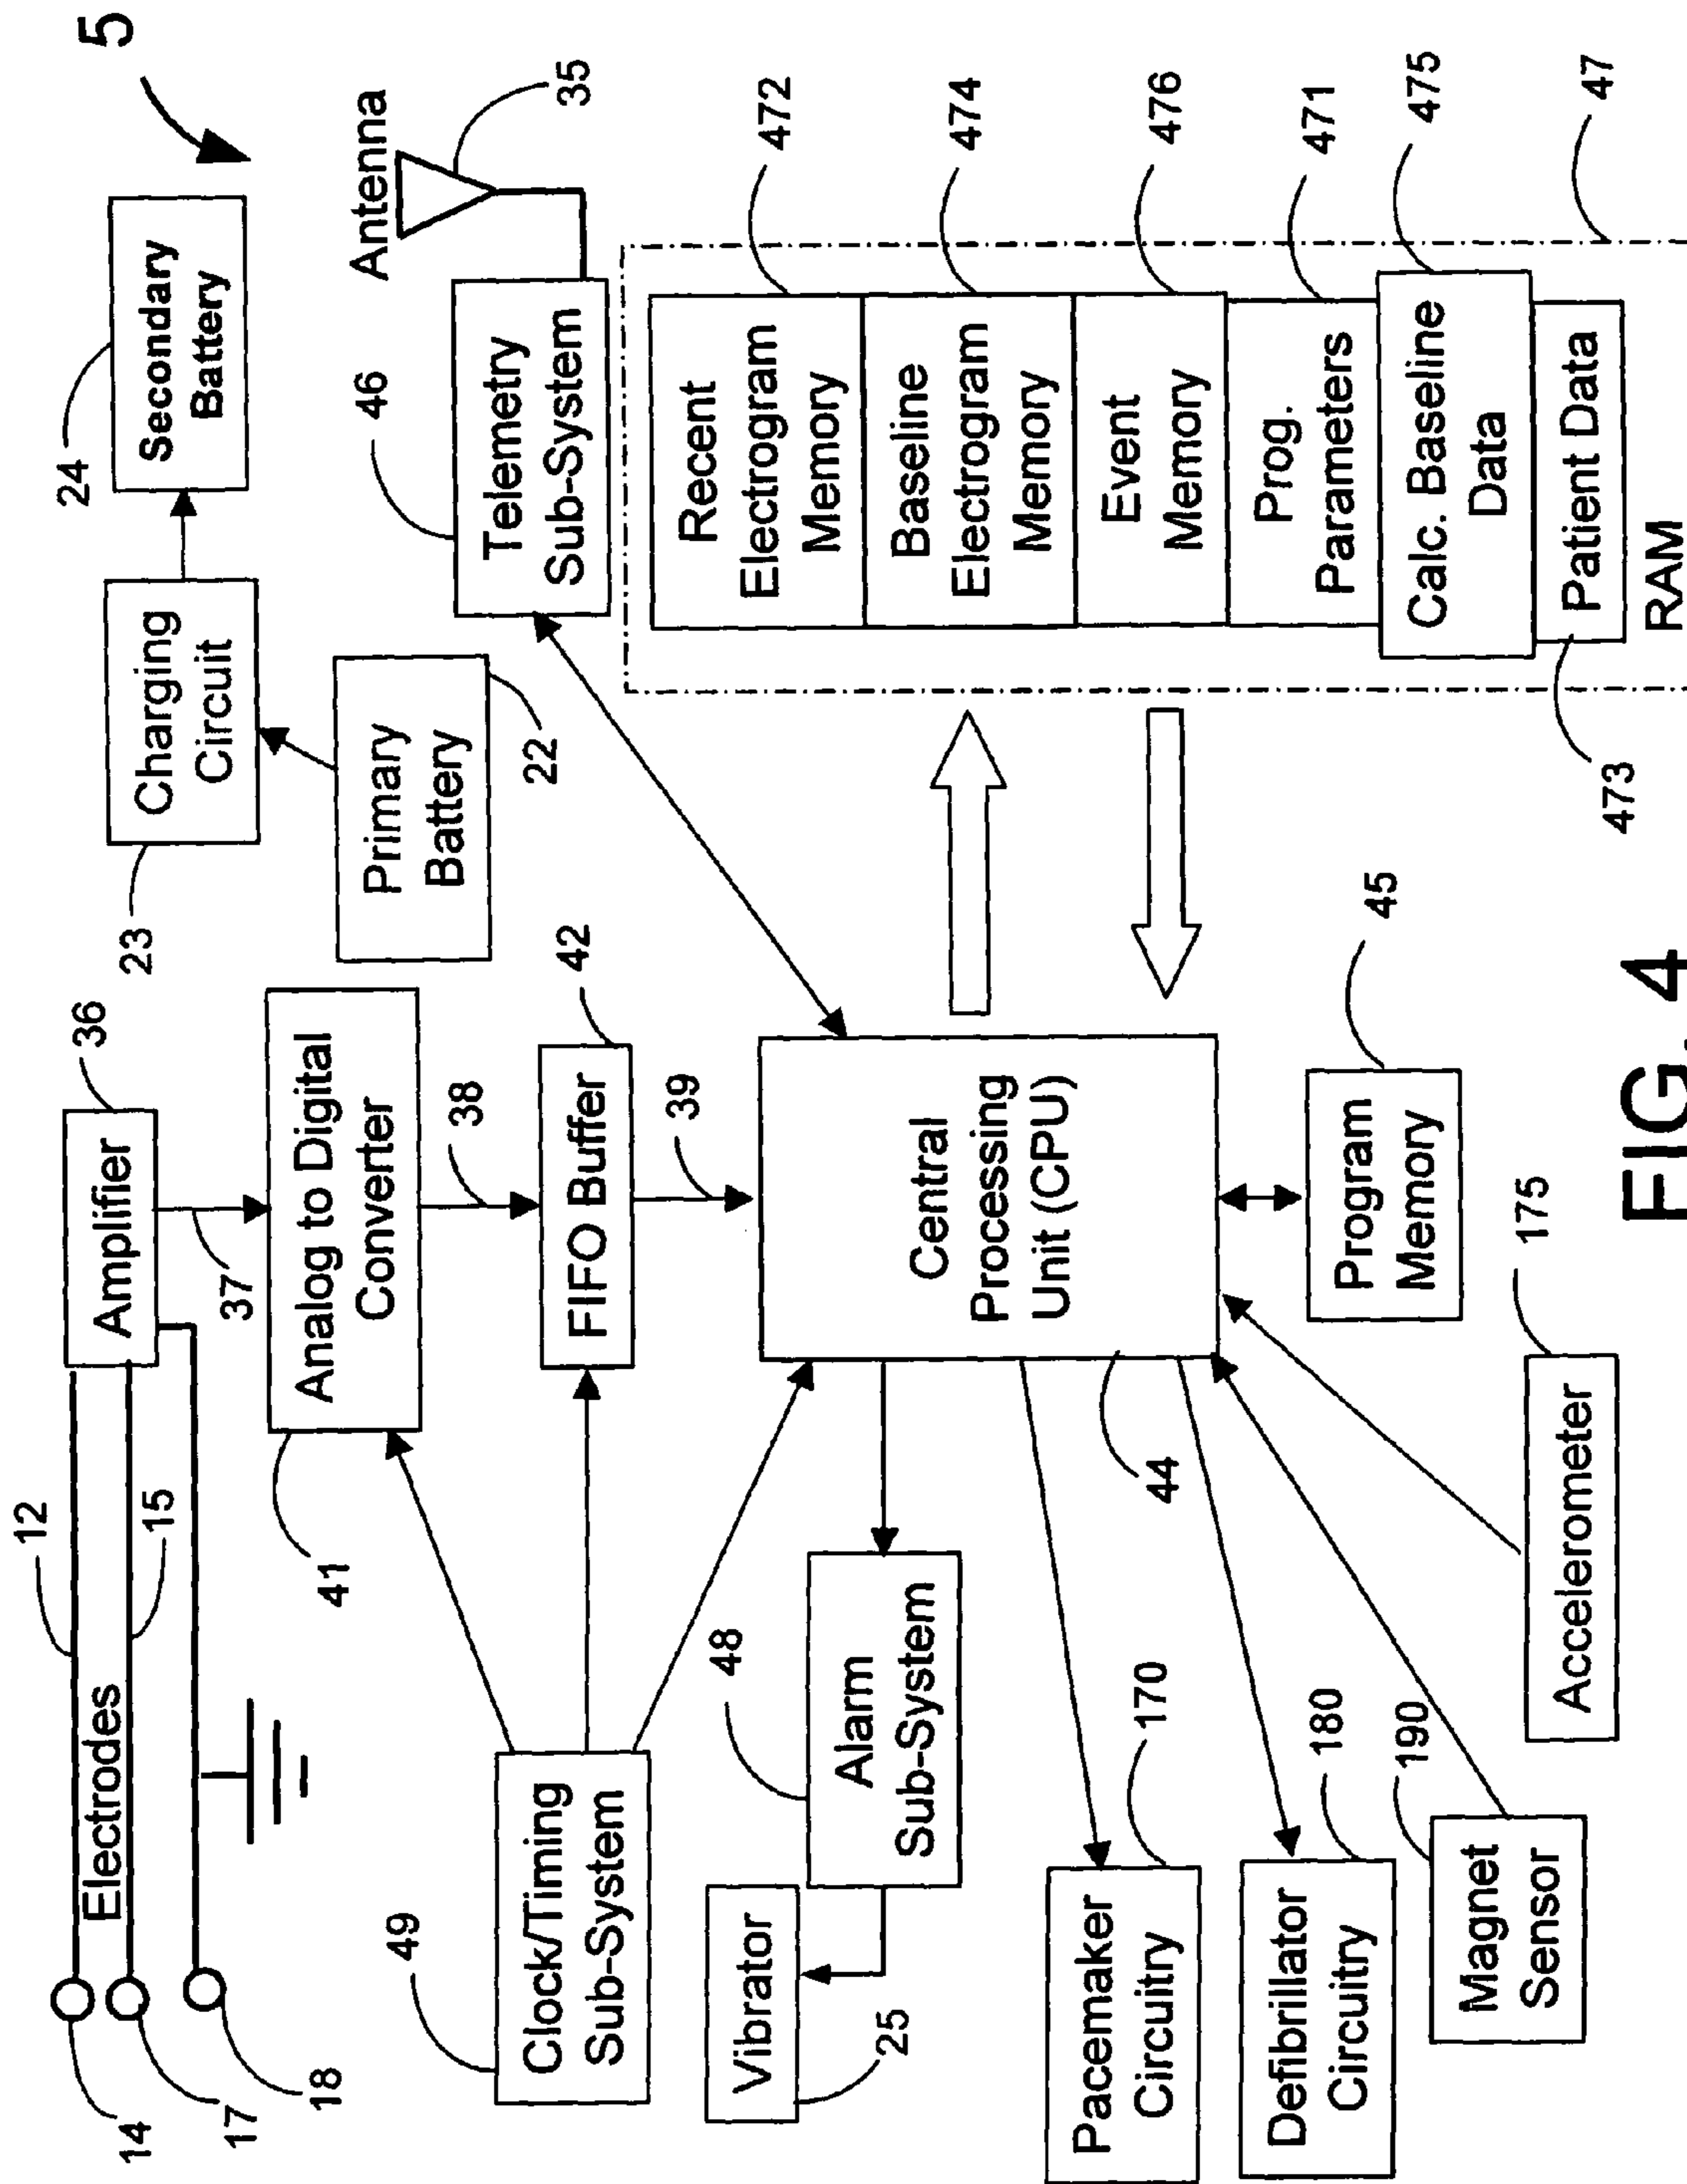 5
14
17
18
Electrodes
12
15
Amplifier
36
37
Analog to Digital
Converter
41
38
FIFO Buffer
42
39
23
Charging
Circuit
24
Secondary
Battery
Primary
Battery
22
Antenna
35
46
Telemetry
Sub-System
49
Clock/Timing
Sub-System
Vibrator
25
48
Alarm
Sub-System
Central
Processing
Unit (CPU)
44
Pacemaker
Circuitry
170
Defibrillator
Circuitry
180
190
Magnet
Sensor
Accelerometer
175
Program
Memory
45
Recent
Electrogram
Memory
472
Baseline
Electrogram
Memory
474
Event
Memory
476
Prog.
Parameters
471
Calc. Baseline
Data
475
Patient Data
473
RAM
47
FIG. 4